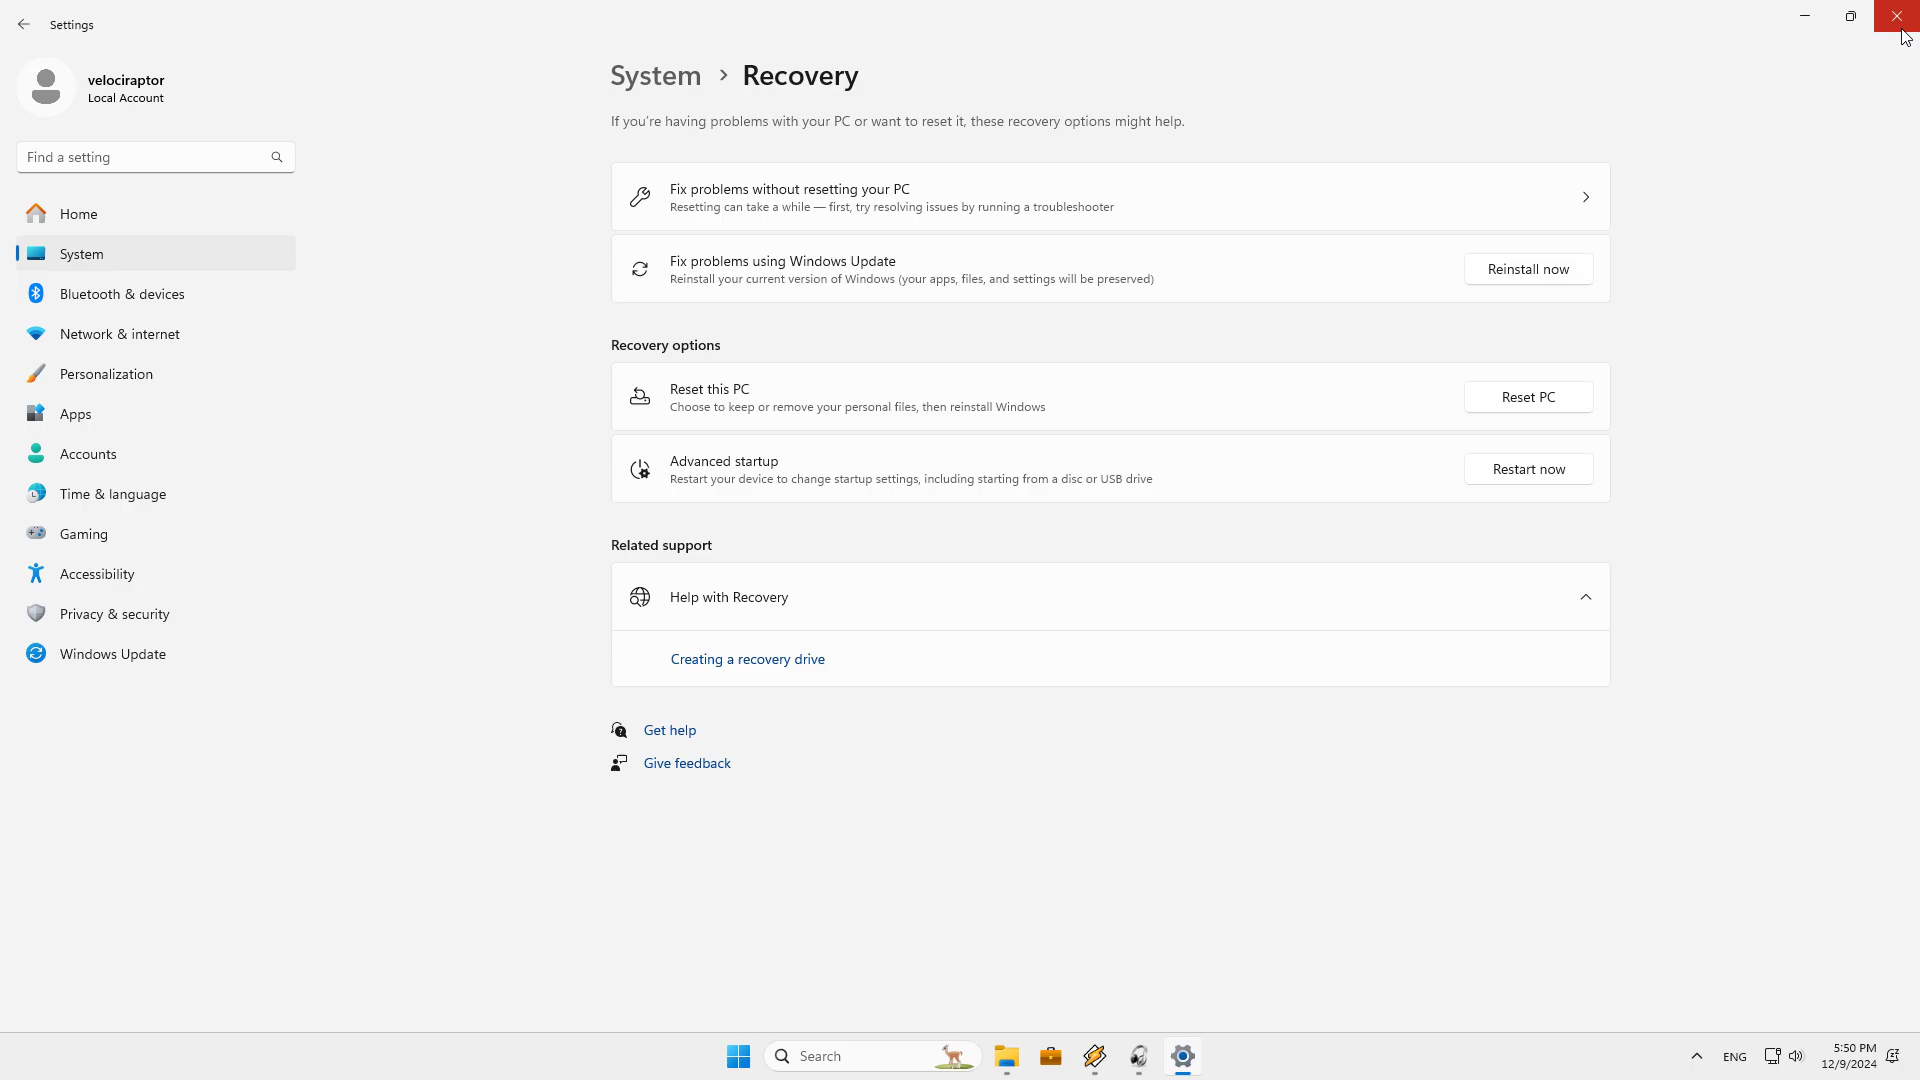 Settings
velociraptor
Local Account
Find a setting
Home
System
Bluetooth & devices
Network & internet
Personalization
Apps
Accounts
Time & language
Gaming
Accessibility
Privacy & security
Windows Update
System > Recovery
If you're having problems with your PC or want to reset it, these recovery options might help.
Fix problems without resetting your PC
Resetting can take a while — first, try resolving issues by running a troubleshooter
Fix problems using Windows Update
Reinstall your current version of Windows (your apps, files, and settings will be preserved)
Reinstall now
Recovery options
Reset this PC
Choose to keep or remove your personal files, then reinstall Windows
Reset PC
Advanced startup
Restart your device to change startup settings, including starting from a disc or USB drive
Restart now
Related support
Help with Recovery
Creating a recovery drive
Get help
Give feedback
Search
ENG
5:50 PM
12/9/2024